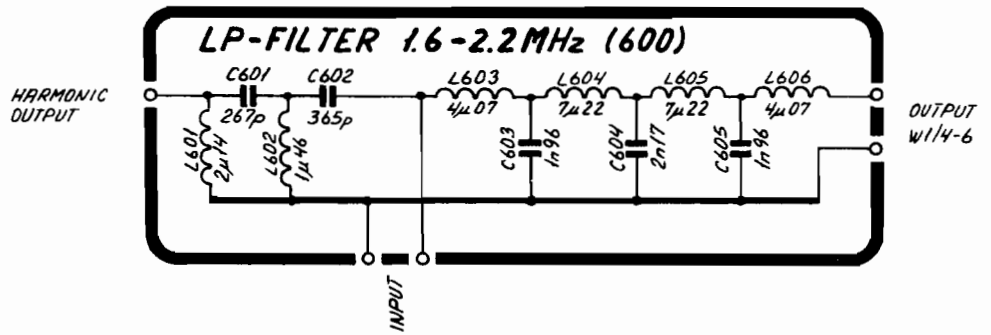 LP-FILTER 1.6-2.2MHz (600)
HARMONIC
OUTPUT
C601
267p
C602
365p
L601
2µ14
L602
1µ46
L603
4µ07
L604
7µ22
L605
7µ22
L606
4µ07
C603
1n96
C604
2n17
C605
1n96
OUTPUT
W1/4-6
INPUT